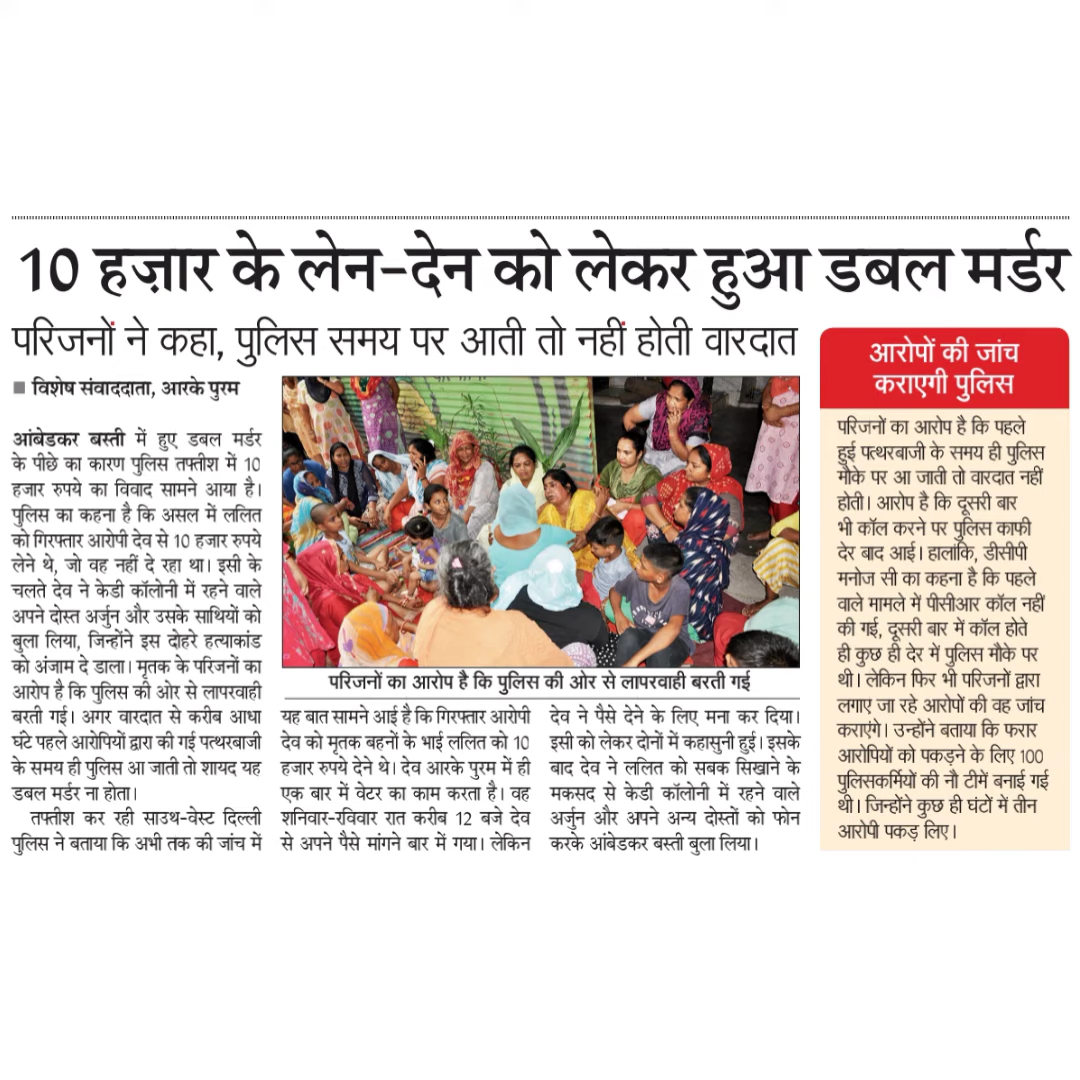 10 हज़ार के लेन-देन को लेकर हुआ डबल मर्डर
परिजनों ने कहा, पुलिस समय पर आती तो नहीं होती वारदात
■ विशेष संवाददाता, आरके पुरम
आंबेडकर बस्ती में हुए डबल मर्डर
के पीछे का कारण पुलिस तफ्तीश में 10
हजार रुपये का विवाद सामने आया है।
पुलिस का कहना है कि असल में ललित
को गिरफ्तार आरोपी देव से 10 हजार रुपये
लेने थे, जो वह नहीं दे रहा था। इसी के
चलते देव ने केडी कॉलोनी में रहने वाले
अपने दोस्त अर्जुन और उसके साथियों को
बुला लिया, जिन्होंने इस दोहरे हत्याकांड
को अंजाम दे डाला। मृतक के परिजनों का
आरोप है कि पुलिस की ओर से लापरवाही
बरती गई। अगर वारदात से करीब आधा
घंटे पहले आरोपियों द्वारा की गई पत्थरबाजी
के समय ही पुलिस आ जाती तो शायद यह
डबल मर्डर ना होता।
तफ्तीश कर रही साउथ-वेस्ट दिल्ली
पुलिस ने बताया कि अभी तक की जांच में
परिजनों का आरोप है कि पुलिस की ओर से लापरवाही बरती गई
यह बात सामने आई है कि गिरफ्तार आरोपी
देव को मृतक बहनों के भाई ललित को 10
हजार रुपये देने थे। देव आरके पुरम में ही
एक बार में वेटर का काम करता है। वह
शनिवार-रविवार रात करीब 12 बजे देव
से अपने पैसे मांगने बार में गया। लेकिन
देव ने पैसे देने के लिए मना कर दिया।
इसी को लेकर दोनों में कहासुनी हुई। इसके
बाद देव ने ललित को सबक सिखाने के
मकसद से केडी कॉलोनी में रहने वाले
अर्जुन और अपने अन्य दोस्तों को फोन
करके आंबेडकर बस्ती बुला लिया।
आरोपों की जांच
कराएगी पुलिस
परिजनों का आरोप है कि पहले
हुई पत्थरबाजी के समय ही पुलिस
मौके पर आ जाती तो वारदात नहीं
होती। आरोप है कि दूसरी बार
भी कॉल करने पर पुलिस काफी
देर बाद आई। हालांकि, डीसीपी
मनोज सी का कहना है कि पहले
वाले मामले में पीसीआर कॉल नहीं
की गई, दूसरी बार में कॉल होते
ही कुछ ही देर में पुलिस मौके पर
थी। लेकिन फिर भी परिजनों द्वारा
लगाए जा रहे आरोपों की वह जांच
कराएंगे। उन्होंने बताया कि फरार
आरोपियों को पकड़ने के लिए 100
पुलिसकर्मियों की नौ टीमें बनाई गई
थी। जिन्होंने कुछ ही घंटों में तीन
आरोपी पकड़ लिए।